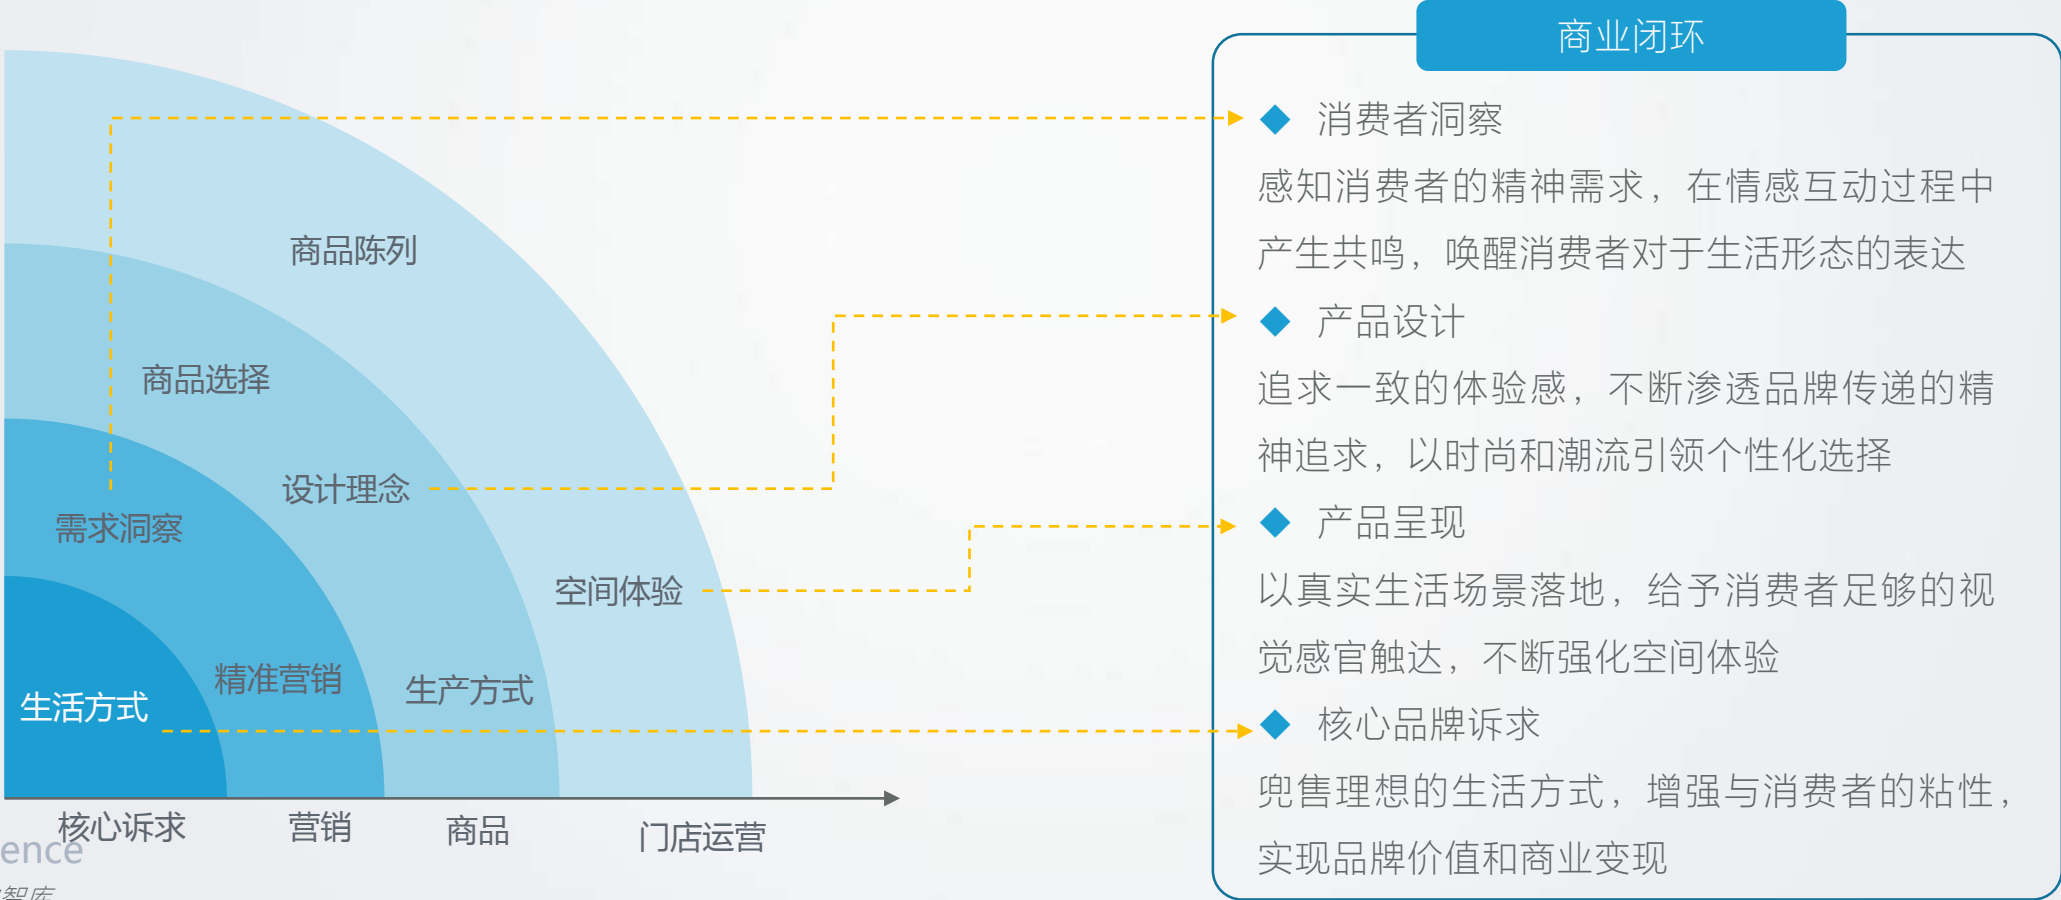 商业闭环
◆ 消费者洞察
感知消费者的精神需求，在情感互动过程中
产生共鸣，唤醒消费者对于生活形态的表达
◆ 产品设计
追求一致的体验感，不断渗透品牌传递的精
神追求，以时尚和潮流引领个性化选择
◆ 产品呈现
以真实生活场景落地，给予消费者足够的视
觉感官触达，不断强化空间体验
◆ 核心品牌诉求
兜售理想的生活方式，增强与消费者的粘性，
实现品牌价值和商业变现
商品陈列
商品选择
设计理念
需求洞察
空间体验
精准营销
生产方式
生活方式
核心诉求
营销
商品
门店运营
ence
智库